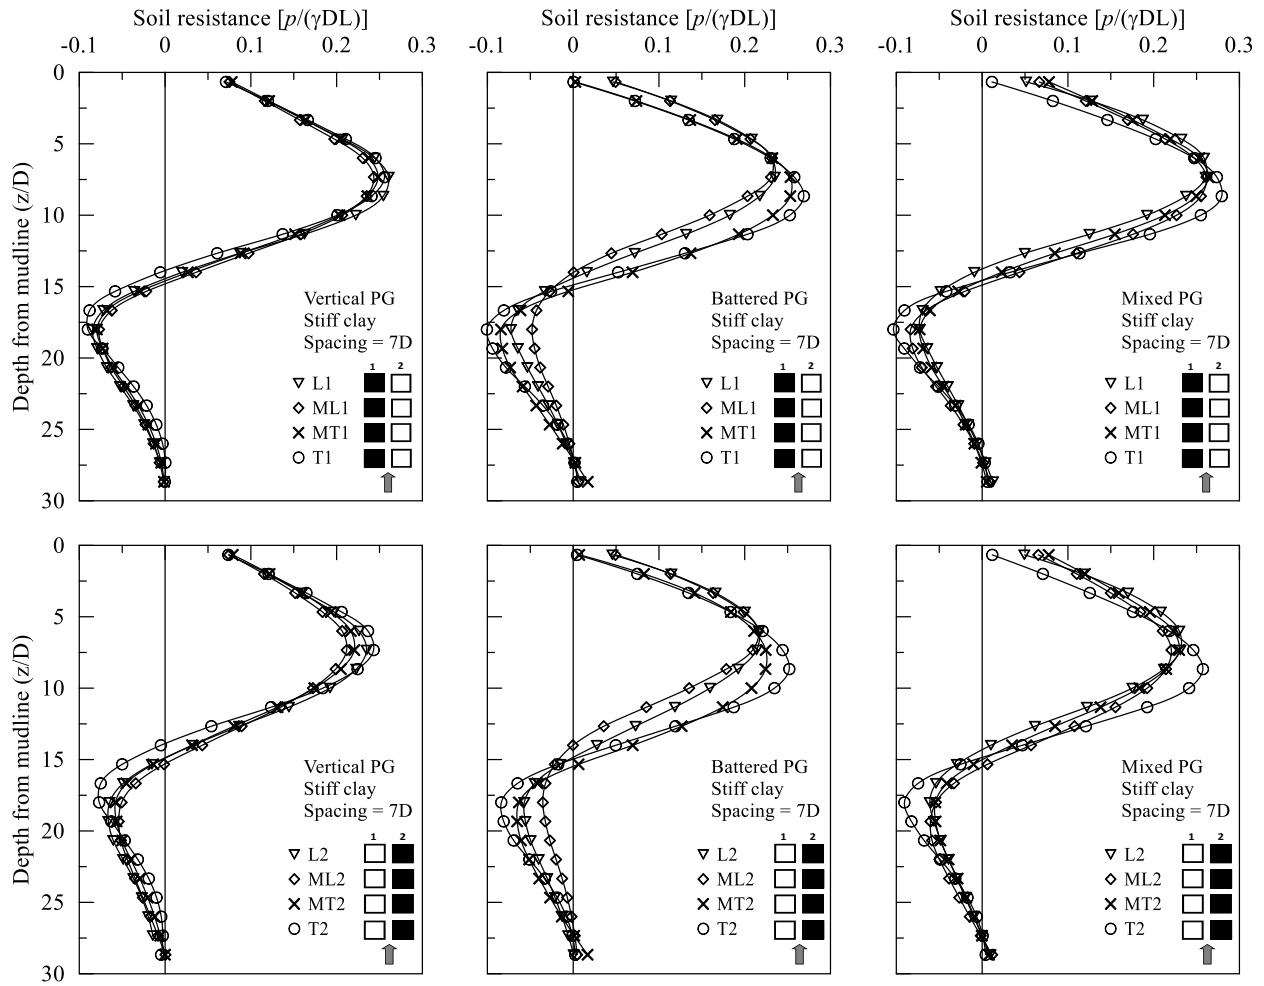 Soil resistance [p/(γDL)] Soil resistance [p/(γDL)] Soil resistance [p/(γDL)]
-0.1 0 0.1 0.2 0.3 -0.1 0 0.1 0.2 0.3 -0.1 0 0.1 0.2 0.3
Depth from mudline (z/D)
0
5
10
15
20
25
30
Vertical PG
Stiff clay
Spacing = 7D
1 2
L1
ML1
MT1
T1
Battered PG
Stiff clay
Spacing = 7D
1 2
L1
ML1
MT1
T1
Mixed PG
Stiff clay
Spacing = 7D
1 2
L1
ML1
MT1
T1
Depth from mudline (z/D)
0
5
10
15
20
25
30
Vertical PG
Stiff clay
Spacing = 7D
1 2
L2
ML2
MT2
T2
Battered PG
Stiff clay
Spacing = 7D
1 2
L2
ML2
MT2
T2
Mixed PG
Stiff clay
Spacing = 7D
1 2
L2
ML2
MT2
T2